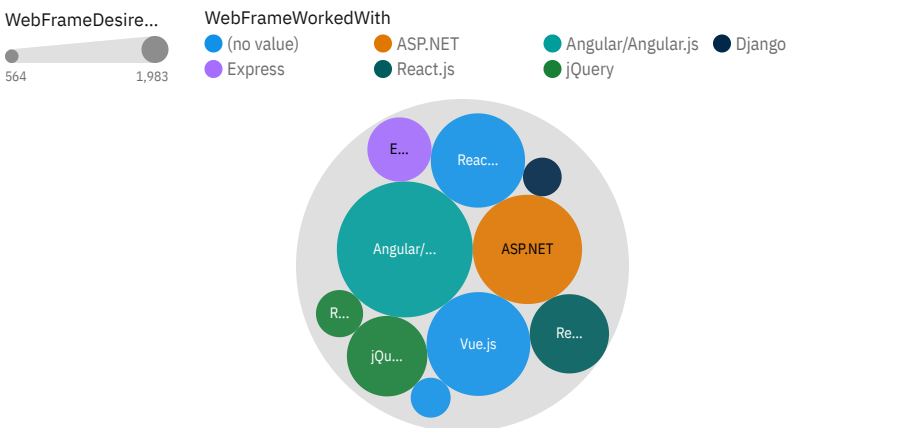 WebFrameDesire...
564 1,983
WebFrameWorkedWith
(no value) ASP.NET Angular/Angular.js Django
Express React.js jQuery
E...
Reac...
Angular/...
ASP.NET
R...
jQu...
Vue.js
Re...